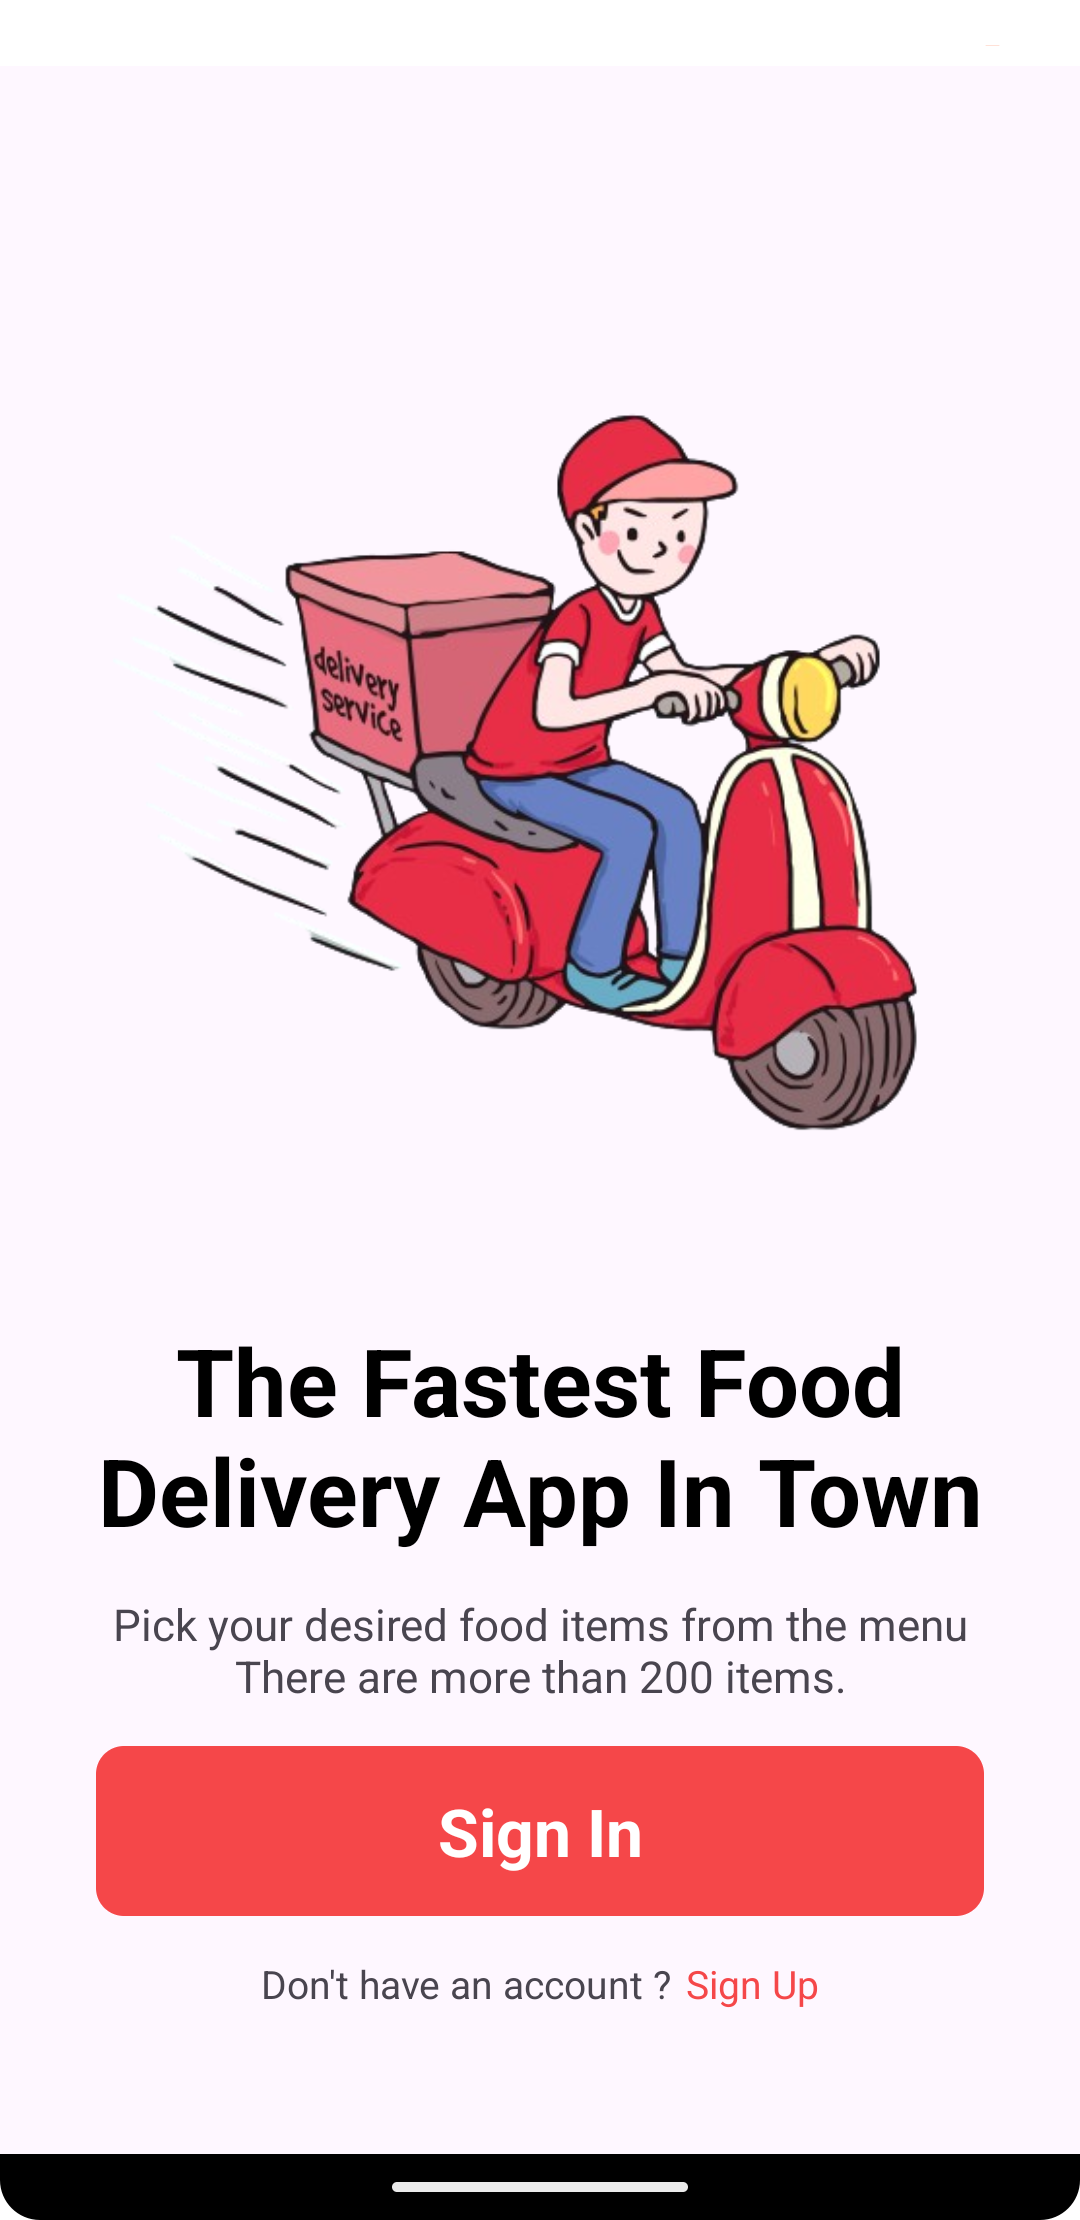 delivery
service
The Fastest Food
Delivery App In Town
Pick your desired food items from the menu
There are more than 200 items.
Sign In
Don't have an account ? Sign Up